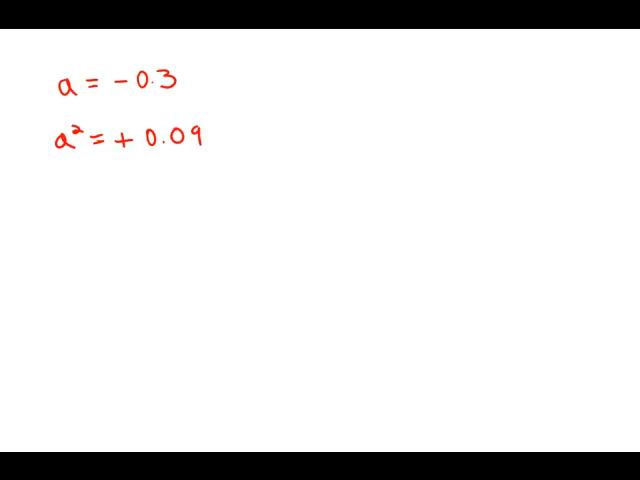 a = - 0.3
a² = + 0.09